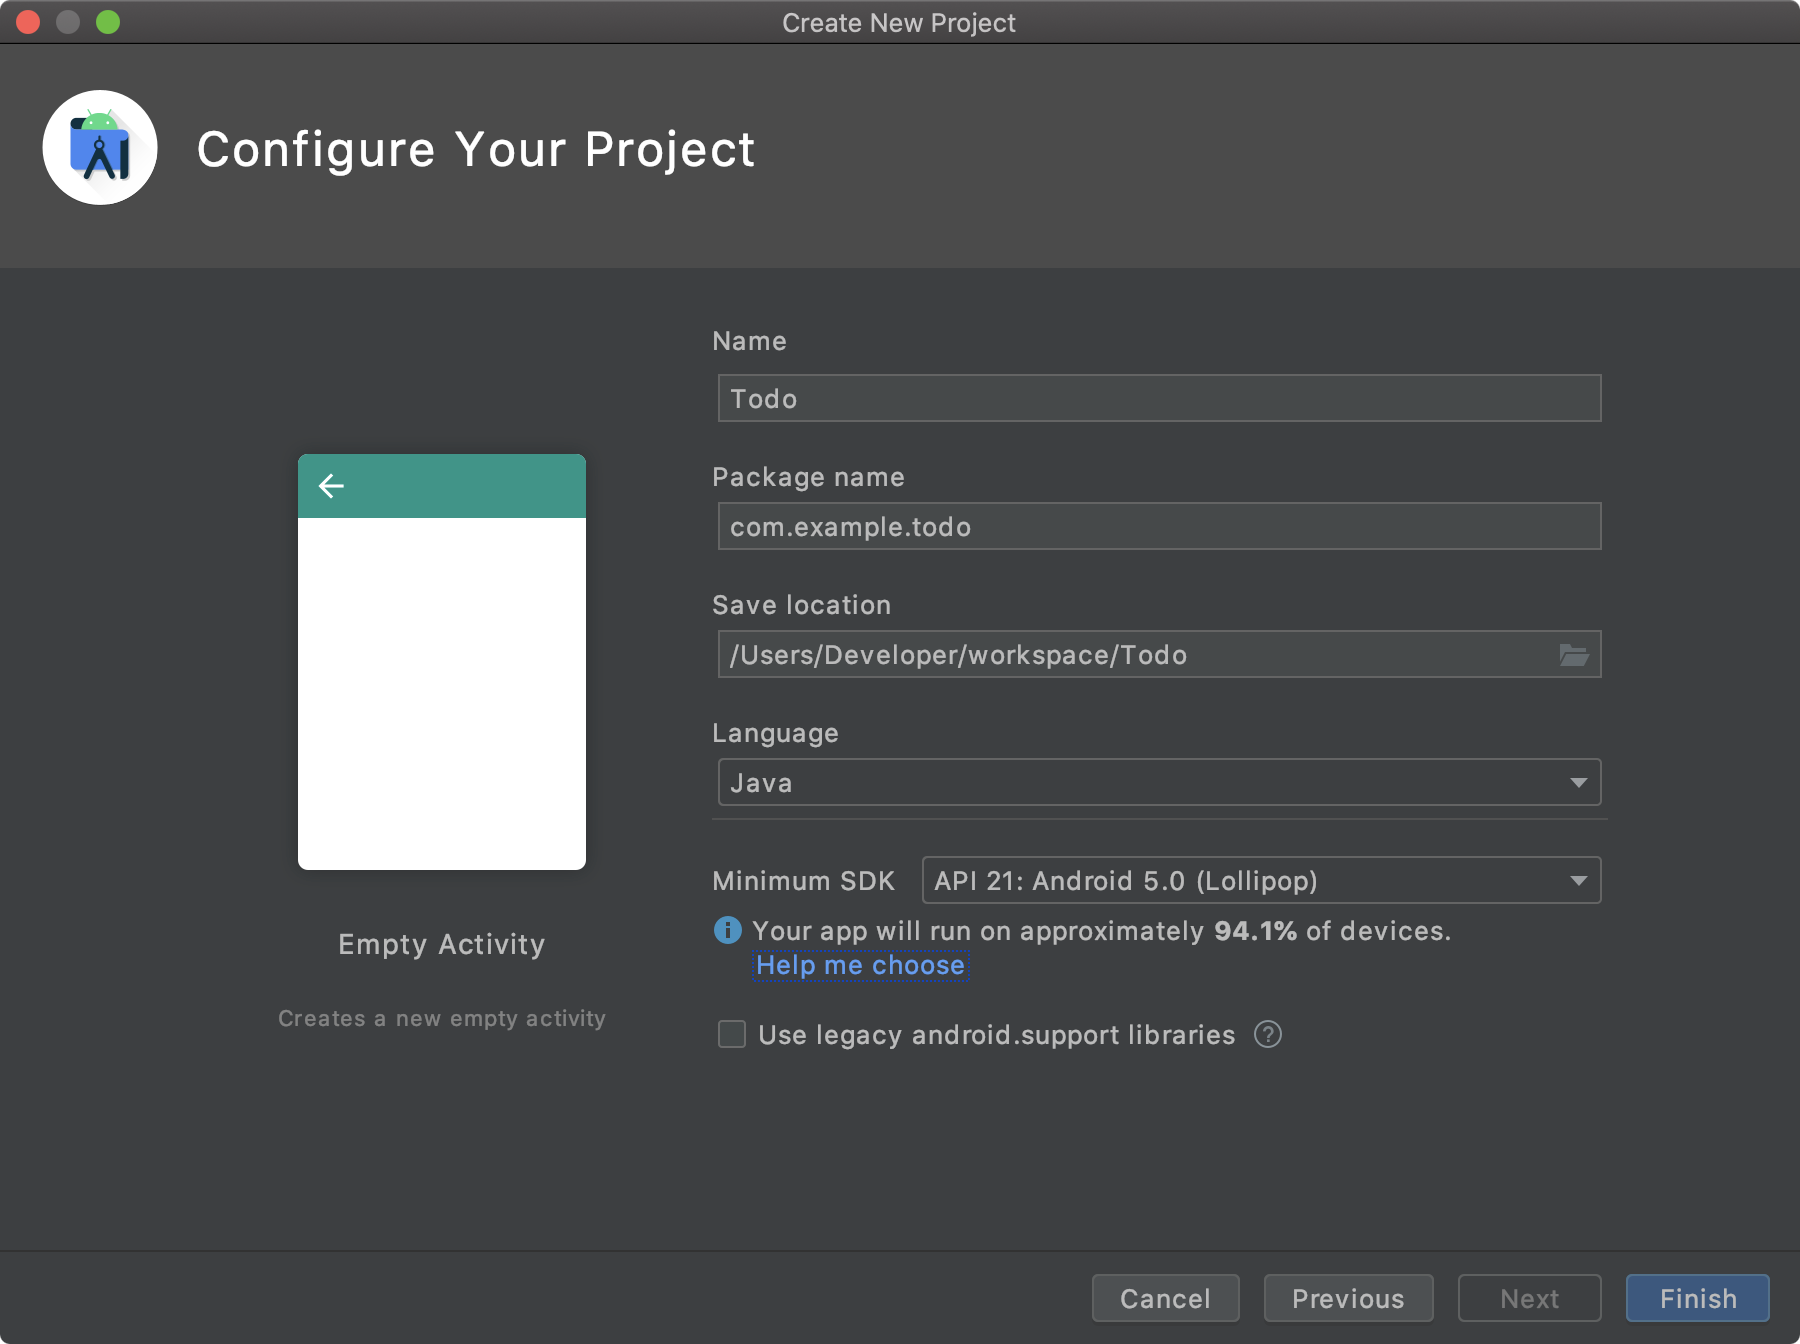 Create New Project
Configure Your Project
Name
Todo
Package name
com.example.todo
Save location
/Users/Developer/workspace/Todo
Language
Java
Minimum SDK API 21: Android 5.0 (Lollipop)
Your app will run on approximately 94.1% of devices.
Help me choose
Use legacy android.support libraries ?
Empty Activity
Creates a new empty activity
Cancel Previous Next Finish